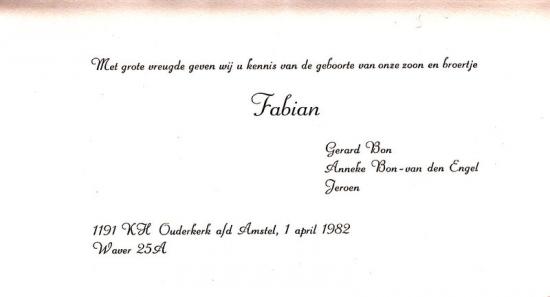 Met grote vreugde geven wij u kennis van de geboorte van onze zoon en broertje
Fabian
Gerard Bon
Anneke Bon-van den Engel
Jeroen
1191 KH Ouderkerk a/d Amstel, 1 april 1982
Waver 25A